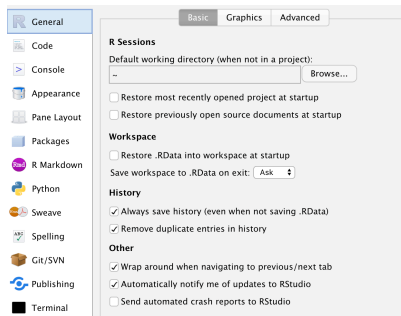 Basic Graphics Advanced
General
Code
> Console
Appearance
Pane Layout
Packages
Rmd R Markdown
Python
Sweave
ABC Spelling
Git/SVN
Publishing
Terminal
R Sessions
Default working directory (when not in a project):
~ Browse...
Restore most recently opened project at startup
Restore previously open source documents at startup
Workspace
Restore .RData into workspace at startup
Save workspace to .RData on exit: Ask
History
Always save history (even when not saving .RData)
Remove duplicate entries in history
Other
Wrap around when navigating to previous/next tab
Automatically notify me of updates to RStudio
Send automated crash reports to RStudio